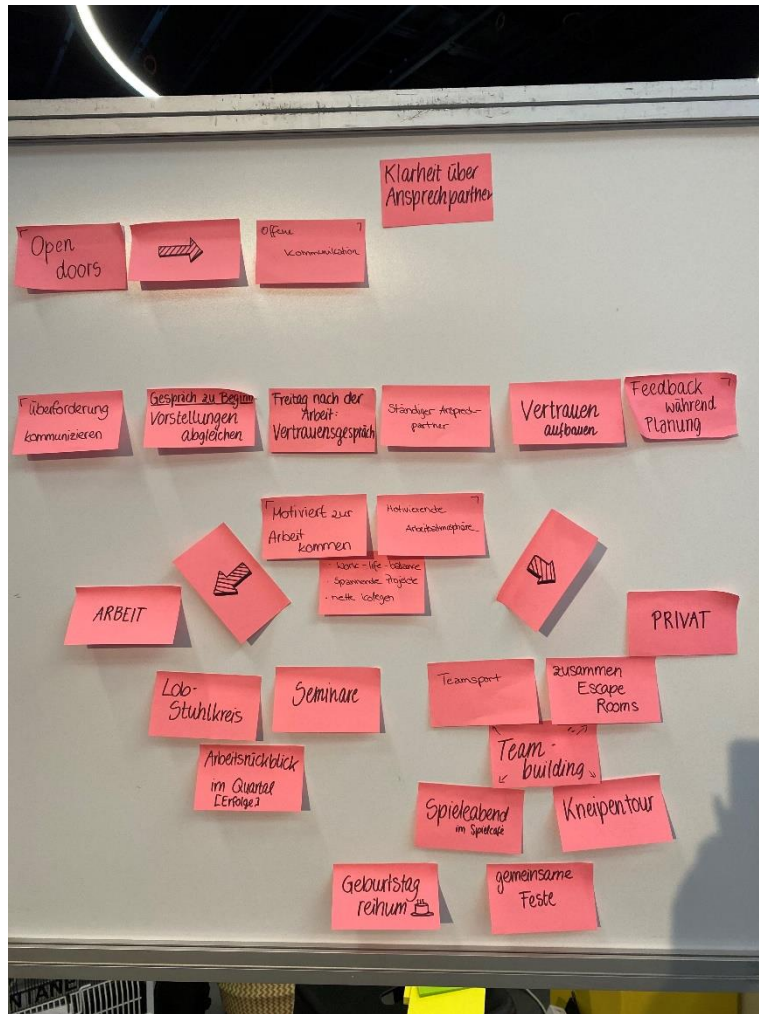 Klarheit über
Ansprechpartner
Open
doors
Offene
Kommunikation
Überforderung
kommunizieren
Gespräch zu Beginn
Vorstellungen
abgleichen
Freitag nach der
Arbeit:
Vertrauensgespräch
Ständiger Ansprech-
partner
Vertrauen
aufbauen
Feedback
während
Planung
Motiviert zur
Arbeit
kommen
Motivierende
Arbeitsatmosphäre
· Work-life-balance
· Spannende Projekte
· nette Kollegen
ARBEIT
PRIVAT
Lob-
Stuhlkreis
Seminare
Teamsport
zusammen
Escape
Rooms
Arbeitsrückblick
im Quartal
[Erfolge]
Team-
building
Spieleabend
im Spielcafé
Kneipentour
Geburtstag
reihum
gemeinsame
Feste
NTANE